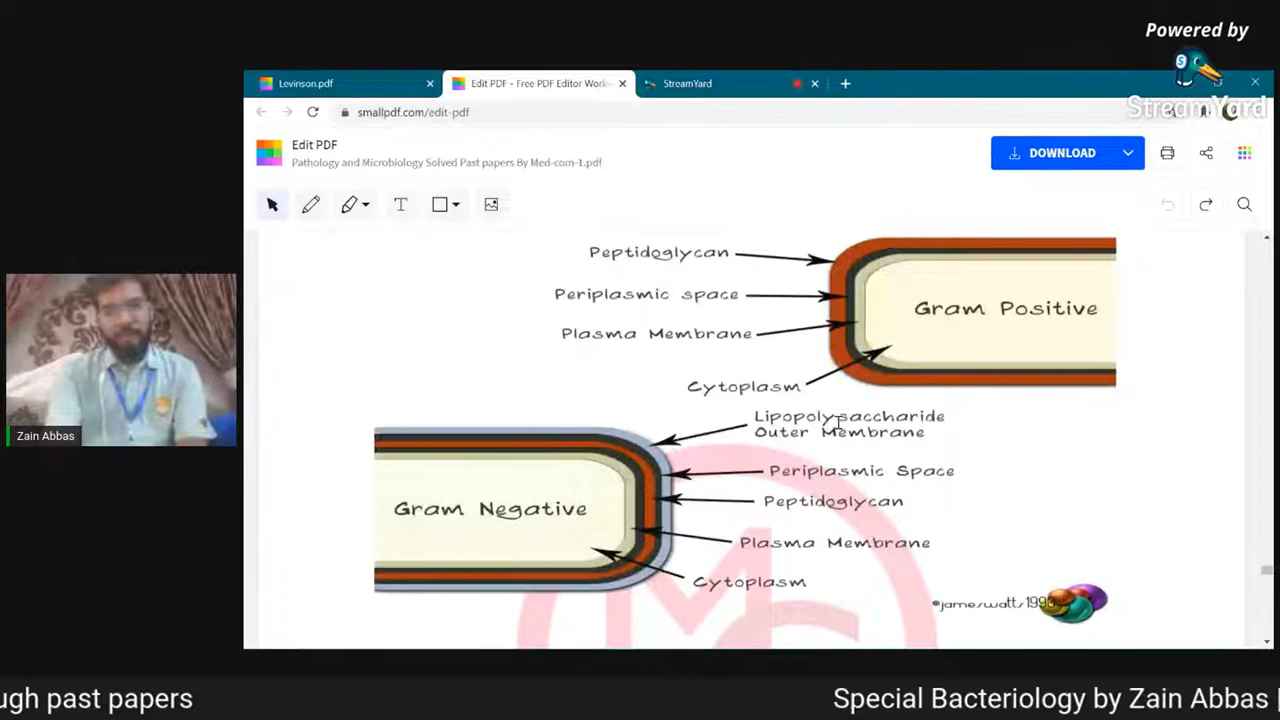 Powered by
StreamYard
Levinson.pdf
Edit PDF - Free PDF Editor Work
StreamYard
smallpdf.com/edit-pdf
Edit PDF
Pathology and Microbiology Solved Past papers By Med-com-1.pdf
DOWNLOAD
T
Peptidoglycan
Periplasmic space
Plasma Membrane
Cytoplasm
Gram Positive
Lipopolysaccharide
Outer Membrane
Periplasmic Space
Peptidoglycan
Plasma Membrane
Cytoplasm
Gram Negative
©jameswatts1990
Zain Abbas
ugh past papers
Special Bacteriology by Zain Abbas